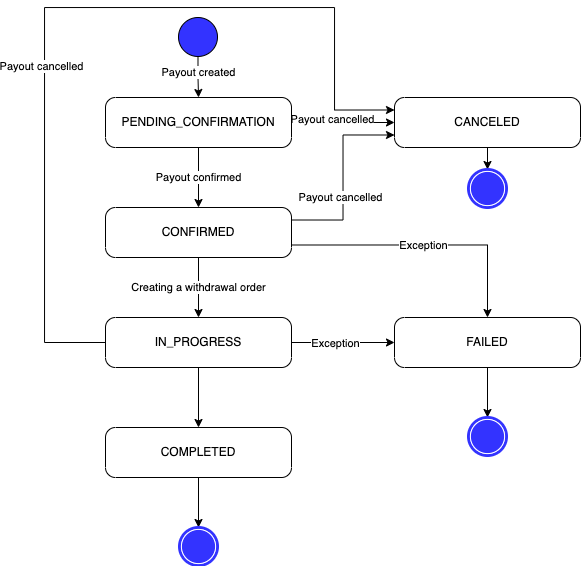 Payout cancelled
Payout created
PENDING_CONFIRMATION
Payout cancelled
CANCELED
Payout confirmed
Payout cancelled
CONFIRMED
Exception
Creating a withdrawal order
IN_PROGRESS
Exception
FAILED
COMPLETED